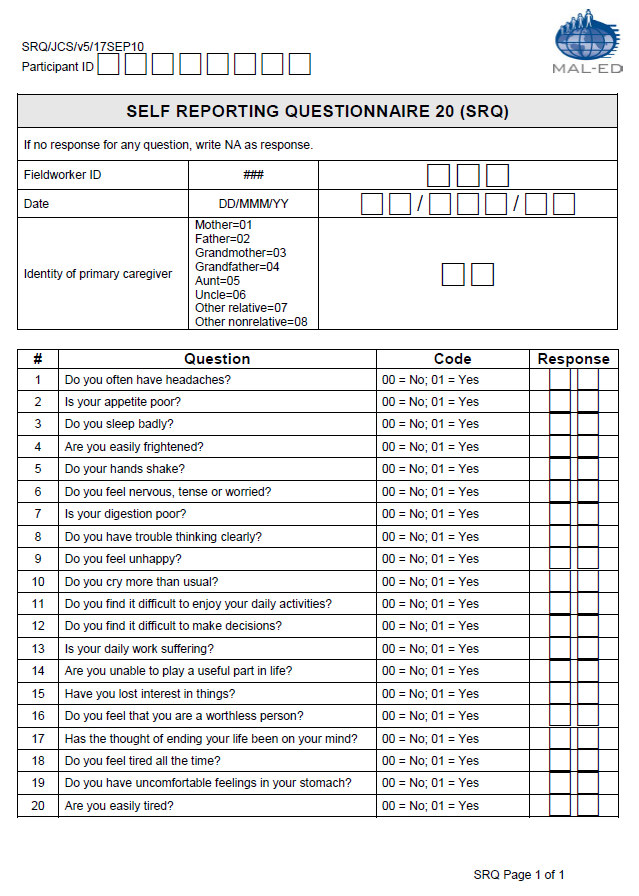 SRQ/JCS/v5/17SEP10
Participant ID
MAL-ED
SELF REPORTING QUESTIONNAIRE 20 (SRQ)
If no response for any question, write NA as response.
Fieldworker ID ###
Date DD/MMM/YY / /
Identity of primary caregiver
Mother=01
Father=02
Grandmother=03
Grandfather=04
Aunt=05
Uncle=06
Other relative=07
Other nonrelative=08
# Question Code Response
1 Do you often have headaches? 00 = No; 01 = Yes
2 Is your appetite poor? 00 = No; 01 = Yes
3 Do you sleep badly? 00 = No; 01 = Yes
4 Are you easily frightened? 00 = No; 01 = Yes
5 Do your hands shake? 00 = No; 01 = Yes
6 Do you feel nervous, tense or worried? 00 = No; 01 = Yes
7 Is your digestion poor? 00 = No; 01 = Yes
8 Do you have trouble thinking clearly? 00 = No; 01 = Yes
9 Do you feel unhappy? 00 = No; 01 = Yes
10 Do you cry more than usual? 00 = No; 01 = Yes
11 Do you find it difficult to enjoy your daily activities? 00 = No; 01 = Yes
12 Do you find it difficult to make decisions? 00 = No; 01 = Yes
13 Is your daily work suffering? 00 = No; 01 = Yes
14 Are you unable to play a useful part in life? 00 = No; 01 = Yes
15 Have you lost interest in things? 00 = No; 01 = Yes
16 Do you feel that you are a worthless person? 00 = No; 01 = Yes
17 Has the thought of ending your life been on your mind? 00 = No; 01 = Yes
18 Do you feel tired all the time? 00 = No; 01 = Yes
19 Do you have uncomfortable feelings in your stomach? 00 = No; 01 = Yes
20 Are you easily tired? 00 = No; 01 = Yes
SRQ Page 1 of 1